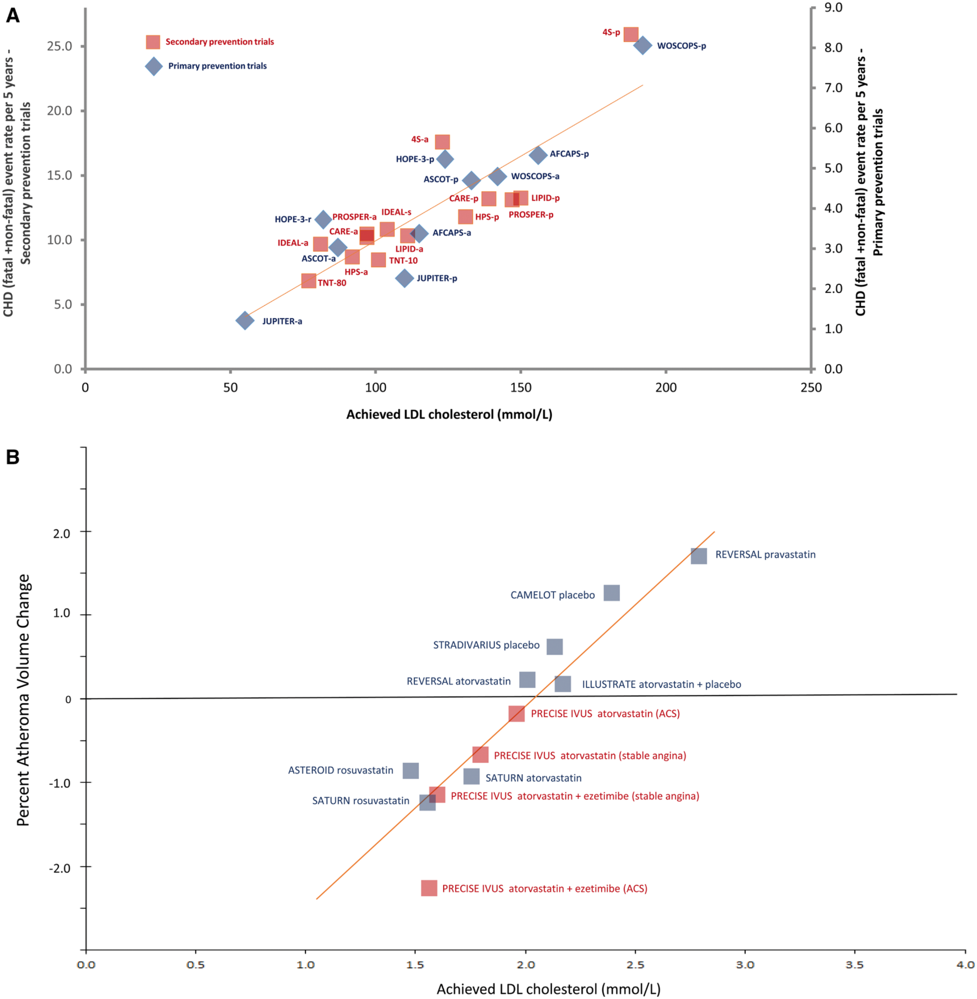 A
CHD (fatal +non-fatal) event rate per 5 years -
Secondary prevention trials
25.0
20.0
15.0
10.0
5.0
0.0
Secondary prevention trials
Primary prevention trials
4S-p
WOSCOPS-p
4S-a
HOPE-3-p
AFCAPS-p
ASCOT-p
WOSCOPS-a
CARE-p
LIPID-p
PROSPER-p
HPS-p
IDEAL-s
PROSPER-a
HOPE-3-r
CARE-a
AFCAPS-a
IDEAL-a
LIPID-a
ASCOT-a
TNT-10
HPS-a
JUPITER-p
TNT-80
JUPITER-a
9.0
8.0
7.0
6.0
5.0
4.0
3.0
2.0
1.0
0.0
CHD (fatal +non-fatal) event rate per 5 years -
Primary prevention trials
0 50 100 150 200 250
Achieved LDL cholesterol (mmol/L)
B
Percent Atheroma Volume Change
2.0
1.0
0
-1.0
-2.0
REVERSAL pravastatin
CAMELOT placebo
STRADIVARIUS placebo
REVERSAL atorvastatin
ILLUSTRATE atorvastatin + placebo
PRECISE IVUS atorvastatin (ACS)
PRECISE IVUS atorvastatin (stable angina)
ASTEROID rosuvastatin
SATURN atorvastatin
PRECISE IVUS atorvastatin + ezetimibe (stable angina)
SATURN rosuvastatin
PRECISE IVUS atorvastatin + ezetimibe (ACS)
0.0 0.5 1.0 1.5 2.0 2.5 3.0 3.5 4.0
Achieved LDL cholesterol (mmol/L)